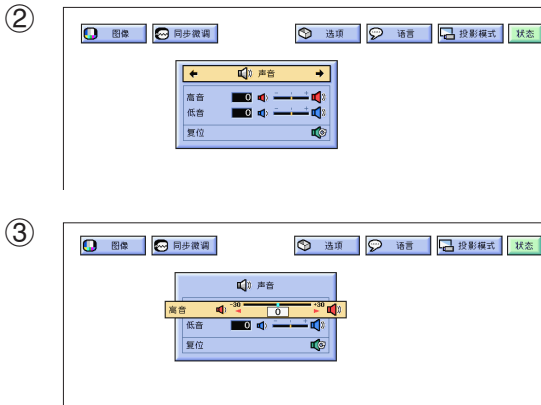 ②
图像 同步微调 选项 语言 投影模式 状态
声音
高音 0 - +
低音 0 - +
复位
③
图像 同步微调 选项 语言 投影模式 状态
声音
高音 -30 0 +30
低音 0 - +
复位